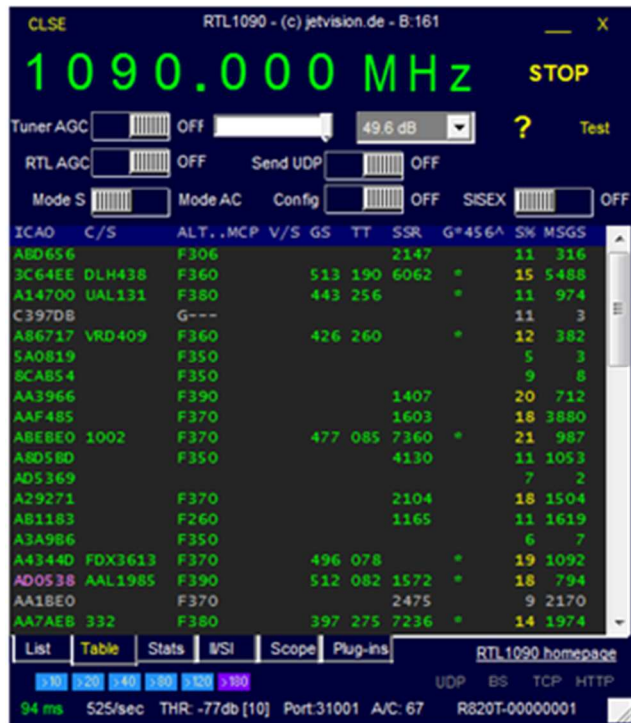 CLSE RTL1090 - (c) jetvision.de - B:161 __ X
1090.000 MHz STOP
Tuner AGC OFF 49.6 dB ? Test
RTL AGC OFF Send UDP OFF
Mode S Mode AC Config OFF SISEX OFF
ICAO C/S ALT..MCP V/S GS TT SSR G*456^ S% MSGS
A8D656 F306 2147 11 316
3C64EE DLH438 F360 513 190 6062 * 15 5488
A14700 UAL131 F380 443 256 * 11 974
C397DB G--- 11 3
A86717 VRD409 F360 426 260 * 12 382
5A0819 F350 5 3
8CAB54 F350 9 8
AA3966 F390 1407 20 712
AAF485 F370 1603 18 3880
ABEBE0 1002 F370 477 085 7360 * 21 987
A8D5BD F350 4130 11 1053
AD5369 7 2
A29271 F370 2104 18 1504
AB1183 F260 1165 11 1619
A3A9B6 F350 6 7
A4344D FDX3613 F370 496 078 * 19 1092
AD0538 AAL1985 F390 512 082 1572 * 18 794
AA1BE0 F370 2475 9 2170
AA7AEB 332 F380 397 275 7236 * 14 1974
List Table Stats II/SI Scope Plug-ins RTL1090 homepage
>10 >20 >40 >80 >120 >180 UDP BS TCP HTTP
94 ms 525/sec THR: -77db [10] Port:31001 A/C: 67 R820T-00000001